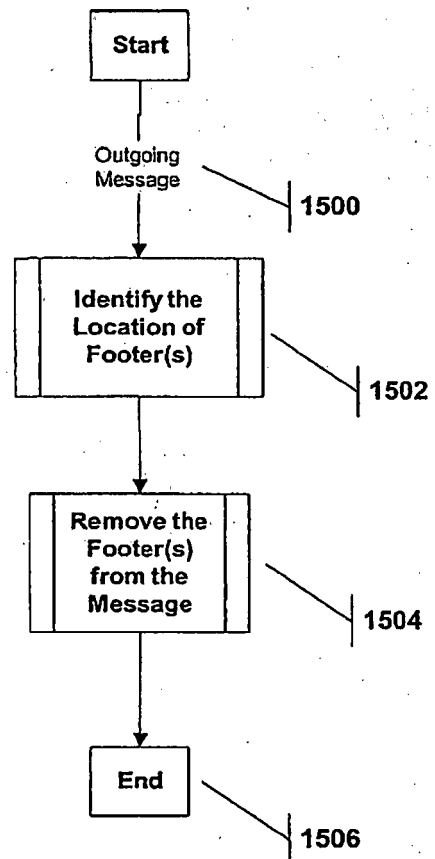 Start
Outgoing
Message
1500
Identify the
Location of
Footer(s)
1502
Remove the
Footer(s)
from the
Message
1504
End
1506